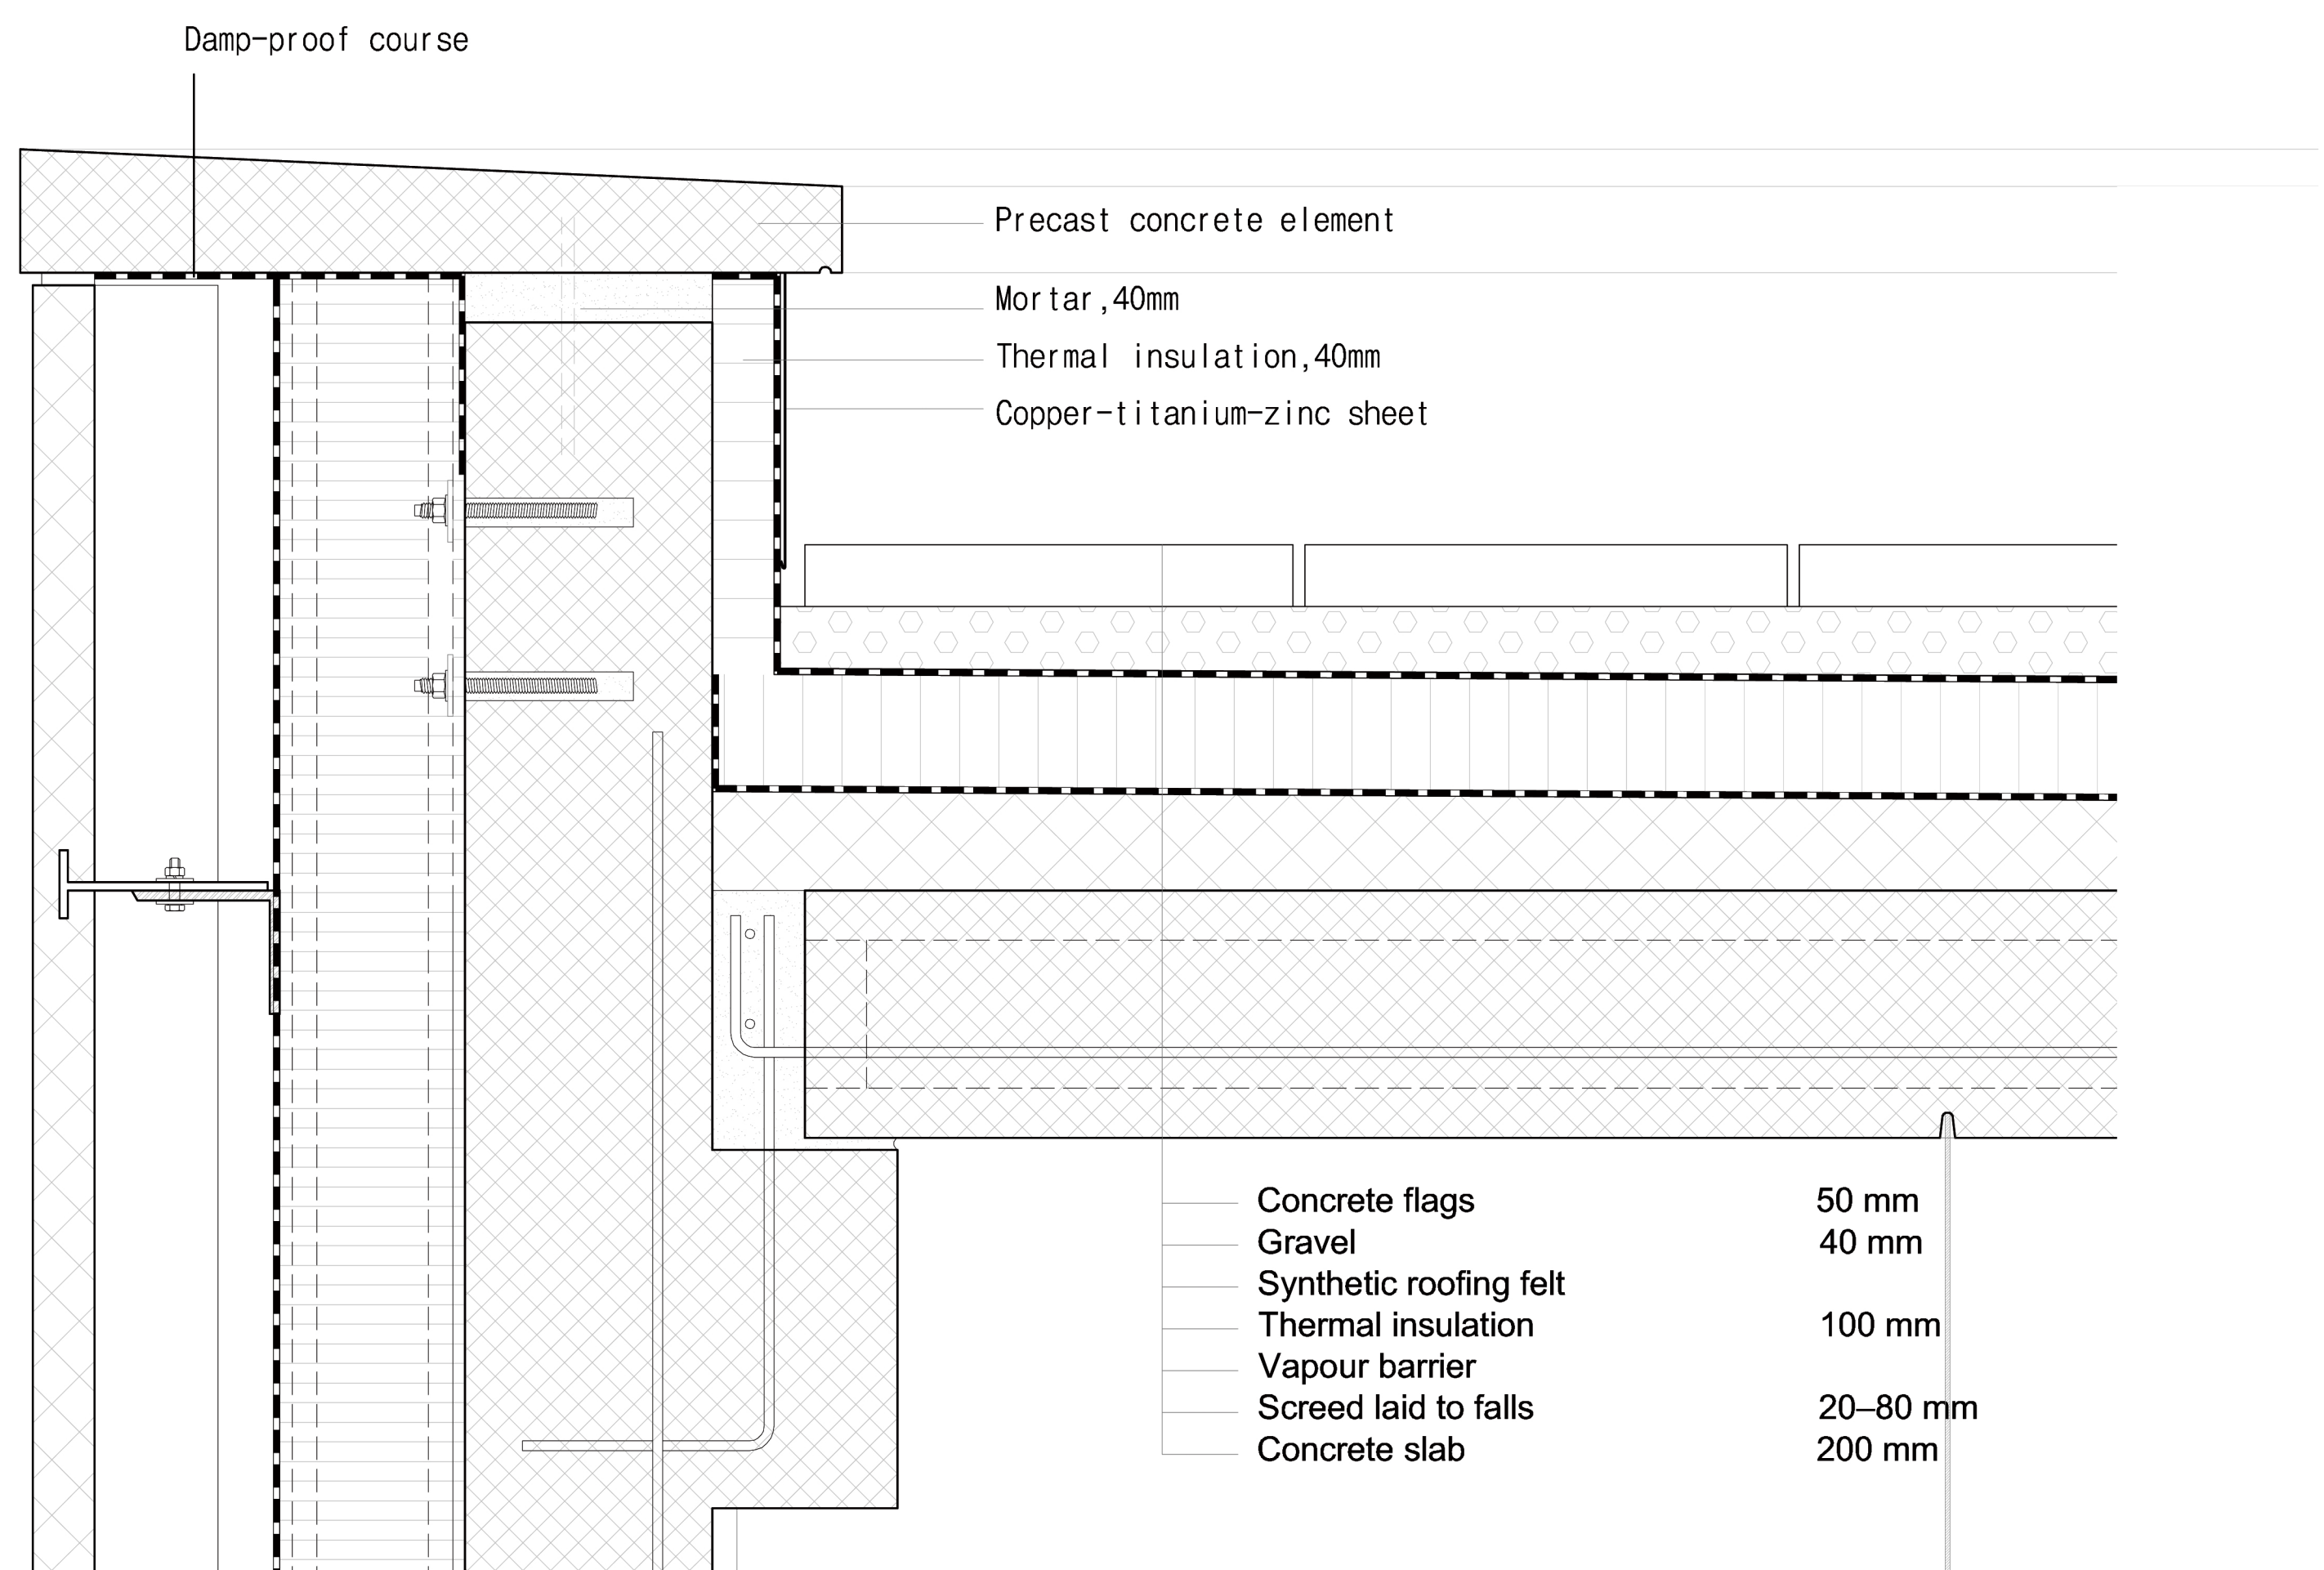 Damp-proof course
Precast concrete element
Mortar,40mm
Thermal insulation,40mm
Copper-titanium-zinc sheet
Concrete flags 50 mm
Gravel 40 mm
Synthetic roofing felt
Thermal insulation 100 mm
Vapour barrier
Screed laid to falls 20–80 mm
Concrete slab 200 mm